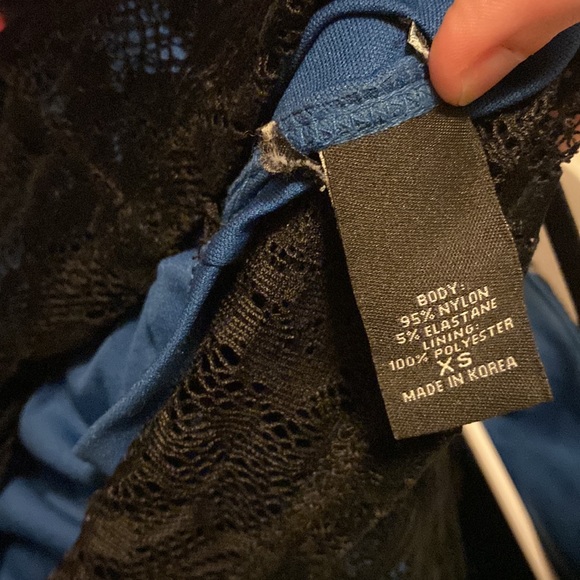 BODY:
95% NYLON
5% ELASTANE
LINING:
100% POLYESTER
XS
MADE IN KOREA